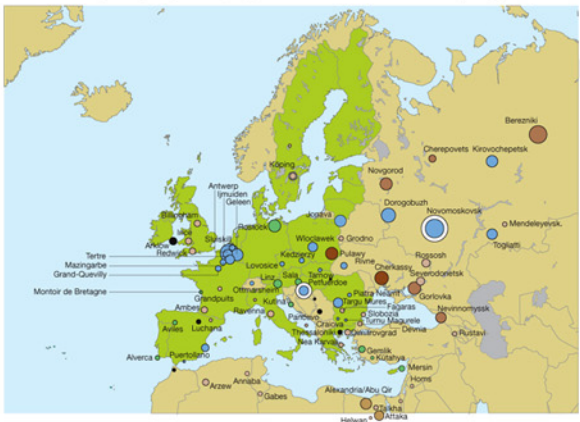 Berezniki
Cherepovets
Kirovochepetsk
Köping
Novgorod
Antwerp
Ijmuiden
Geleen
Dorogobuzh
Novomoskovsk
Billingham
Rostock
Jonava
Mendeleyevsk.
Ince
Sluiskil
Arklow
Redwick
Grodno
Togliatti
Wloclawek
Tertre
Kedzierzy
Pulawy
Rivne
Rossosh
Mazingarbe
Lovosice
Tarnow
Cherkassy
Severodonetsk
Grand-Quevilly
Linz
Sala
Petfuerdoe
Ottmarsheim
Piatra Neamt
Gorlovka
Montoir de Bretagne
Grandpuits
Targu Mures
Fagaras
Nevinnomyssk
Kutina
Ambes
Ravenna
Pancevo
Slobozia
Craiova
Turnu Magurele
Luchana
Devnia
Aviles
Thessaloniki
Dimitrovgrad
Rustavi
Nea Karvali
Puertollano
Gemlik
Alverca
Kutahya
Mersin
Annaba
Homs
Arzew
Alexandria/Abu Qir
Gabes
Talkha
Attaka
Helwan